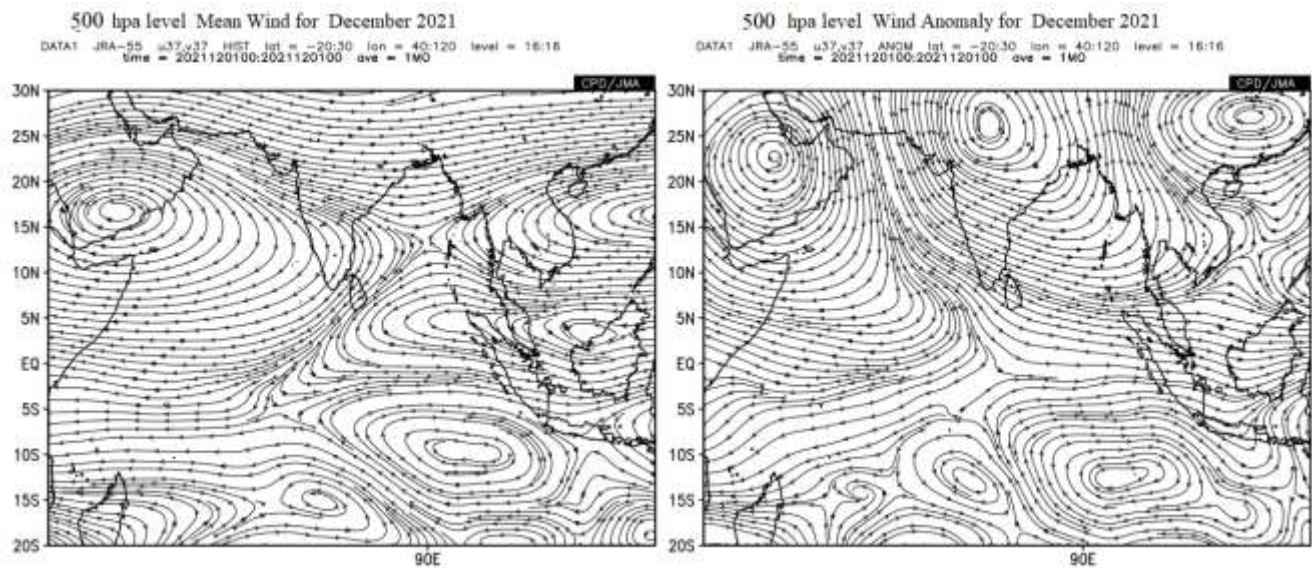 500 hpa level Mean Wind for December 2021
DATA1 JRA-55 u37,v37 HIST lat = -20:30 lon = 40:120 level = 16:16
time = 2021120100:2021120100 ave = 1MO
CPD/JMA
30N
25N
20N
15N
10N
5N
EQ
5S
10S
15S
20S
90E
500 hpa level Wind Anomaly for December 2021
DATA1 JRA-55 u37,v37 ANOM lat = -20:30 lon = 40:120 level = 16:16
time = 2021120100:2021120100 ave = 1MO
CPD/JMA
30N
25N
20N
15N
10N
5N
EQ
5S
10S
15S
20S
90E